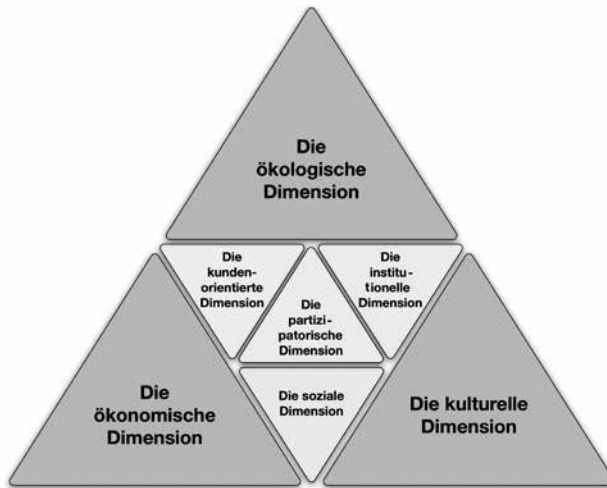 Die
ökologische
Dimension
Die
kunden-
orientierte
Dimension
Die
institu-
tionelle
Dimension
Die
partizi-
patorische
Dimension
Die
ökonomische
Dimension
Die soziale
Dimension
Die kulturelle
Dimension